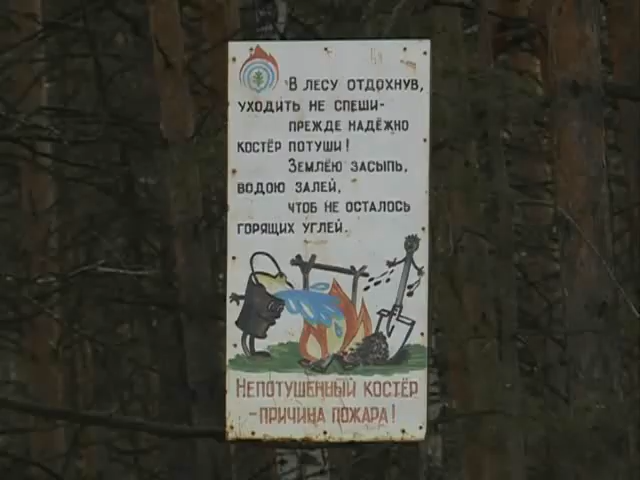 В ЛЕСУ ОТДОХНУВ,
УХОДИТЬ НЕ СПЕШИ-
ПРЕЖДЕ НАДЁЖНО
КОСТЁР ПОТУШИ!
ЗЕМЛЁЮ ЗАСЫПЬ,
ВОДОЮ ЗАЛЕЙ,
ЧТОБ НЕ ОСТАЛОСЬ
ГОРЯЩИХ УГЛЕЙ.
НЕПОТУШЕННЫЙ КОСТЁР
-ПРИЧИНА ПОЖАРА!